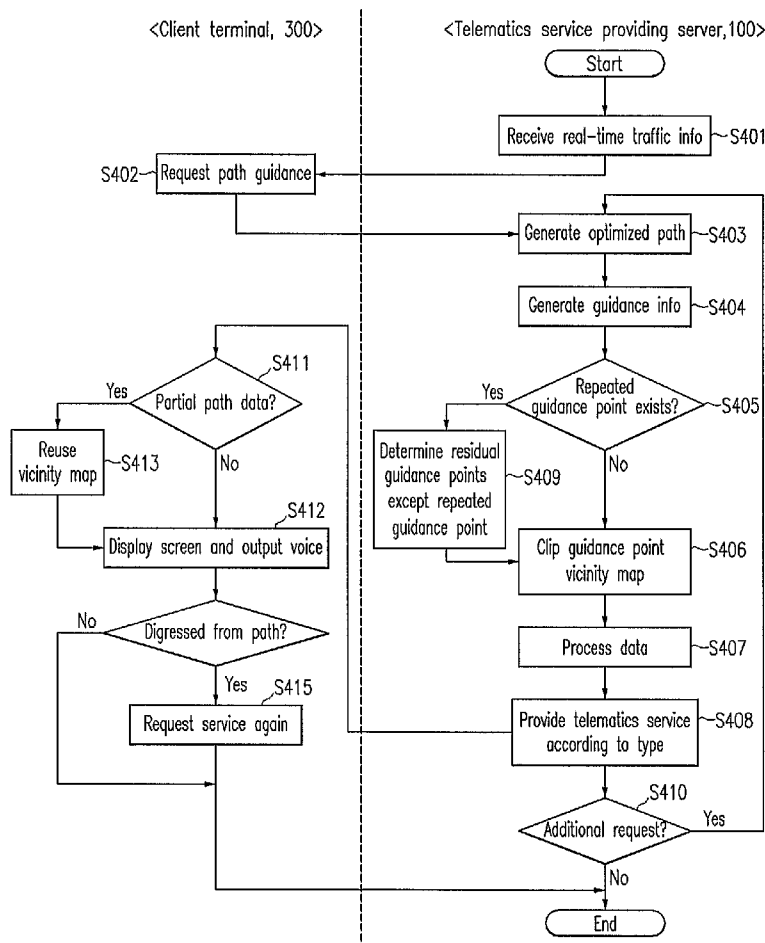 <Client terminal, 300>
<Telematics service providing server,100>
Start
Receive real-time traffic info
S401
S402
Request path guidance
Generate optimized path
S403
Generate guidance info
S404
Repeated
guidance point exists?
S405
Yes
No
Determine residual
guidance points
except repeated
guidance point
S409
Clip guidance point
vicinity map
S406
Process data
S407
Provide telematics service
according to type
S408
Additional request?
S410
Yes
No
End
Partial path data?
S411
Yes
No
Reuse
vicinity map
S413
Display screen and output voice
S412
Digressed from path?
No
Yes
Request service again
S415